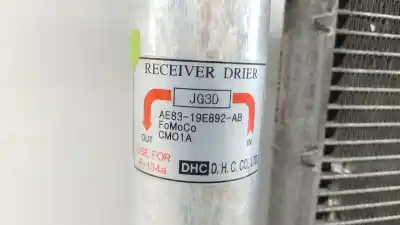 RECEIVER DRIER
JG3D
AE83-19E892-AB
FoMoCo
OUT CM01A IN
USE FOR
R-134a
DHC D.H.C.CO.,LTD